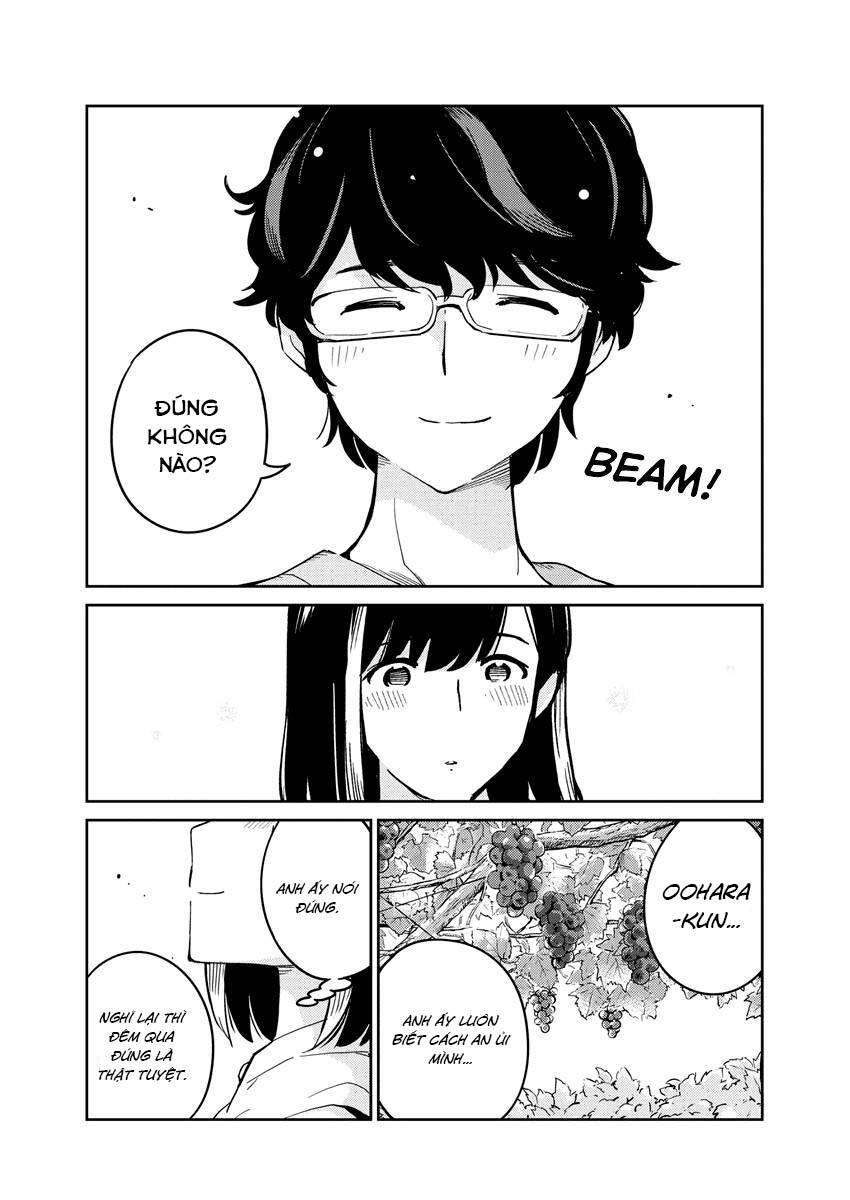 ĐÚNG
KHÔNG
NÀO?
BEAM!
OOHARA
-KUN...
ANH ẤY LUÔN
BIẾT CÁCH AN ỦI
MÌNH...
ANH ẤY NÓI
ĐÚNG.
NGHĨ LẠI THÌ
ĐÊM QUA
ĐÚNG LÀ
THẬT TUYỆT.